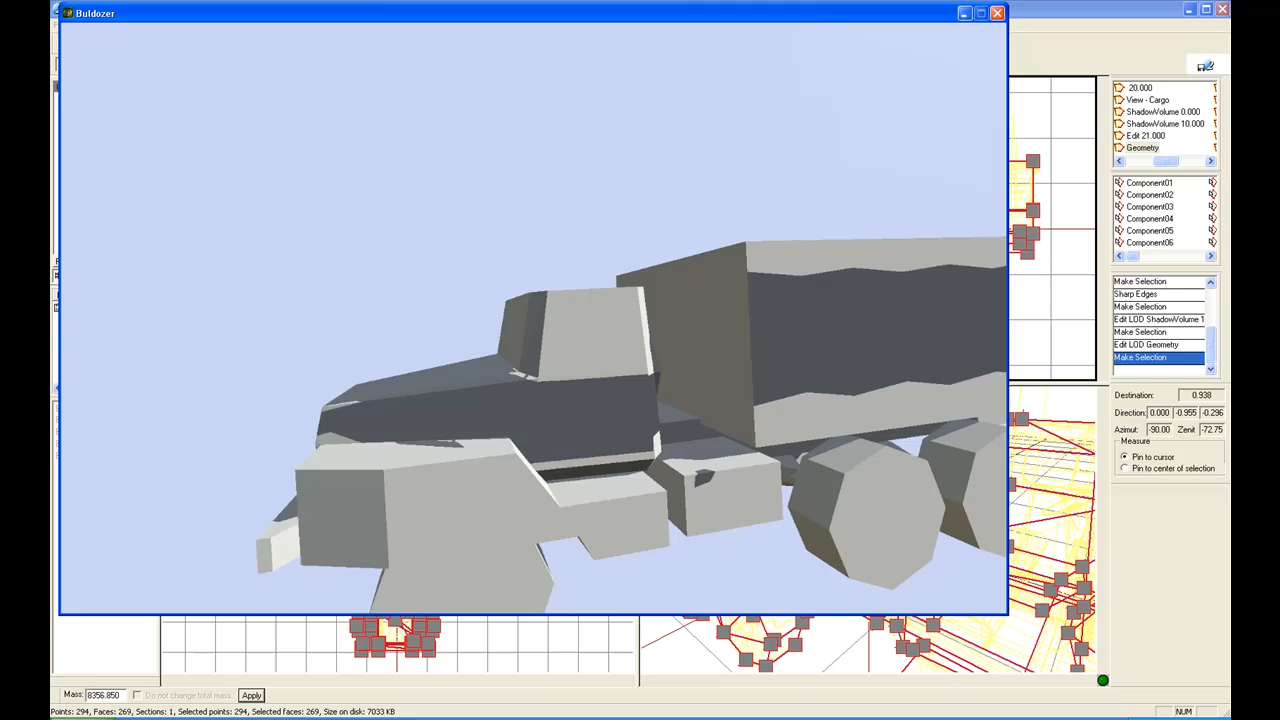 Buldozer
20.000
View - Cargo
ShadowVolume 0.000
ShadowVolume 10.000
Edit 21.000
Geometry
Component01
Component02
Component03
Component04
Component05
Component06
Make Selection
Sharp Edges
Make Selection
Edit LOD ShadowVolume 1
Make Selection
Edit LOD Geometry
Make Selection
Destination: 0.938
Direction: 0.000 -0.955 -0.296
Azimut: -90.00 Zenit -72.75
Measure
Pin to cursor
Pin to center of selection
Mass: 8356.850 Do not change total mass Apply
Points: 294, Faces: 269, Sections: 1, Selected points: 294, Selected faces: 269, Size on disk: 7033 KB
NUM